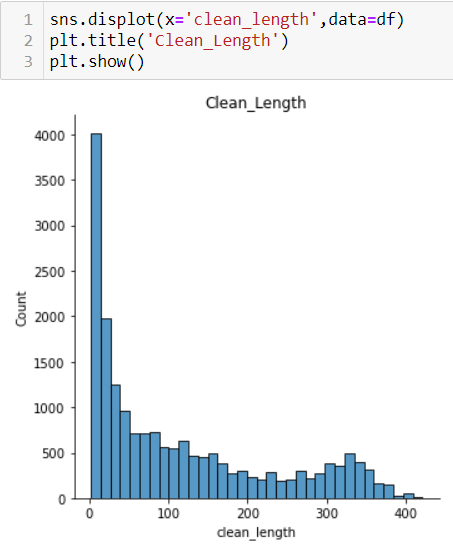 1 sns.displot(x='clean_length',data=df)
2 plt.title('Clean_Length')
3 plt.show()
Clean_Length
4000
3500
3000
2500
2000
1500
1000
500
0
Count
0 100 200 300 400
clean_length